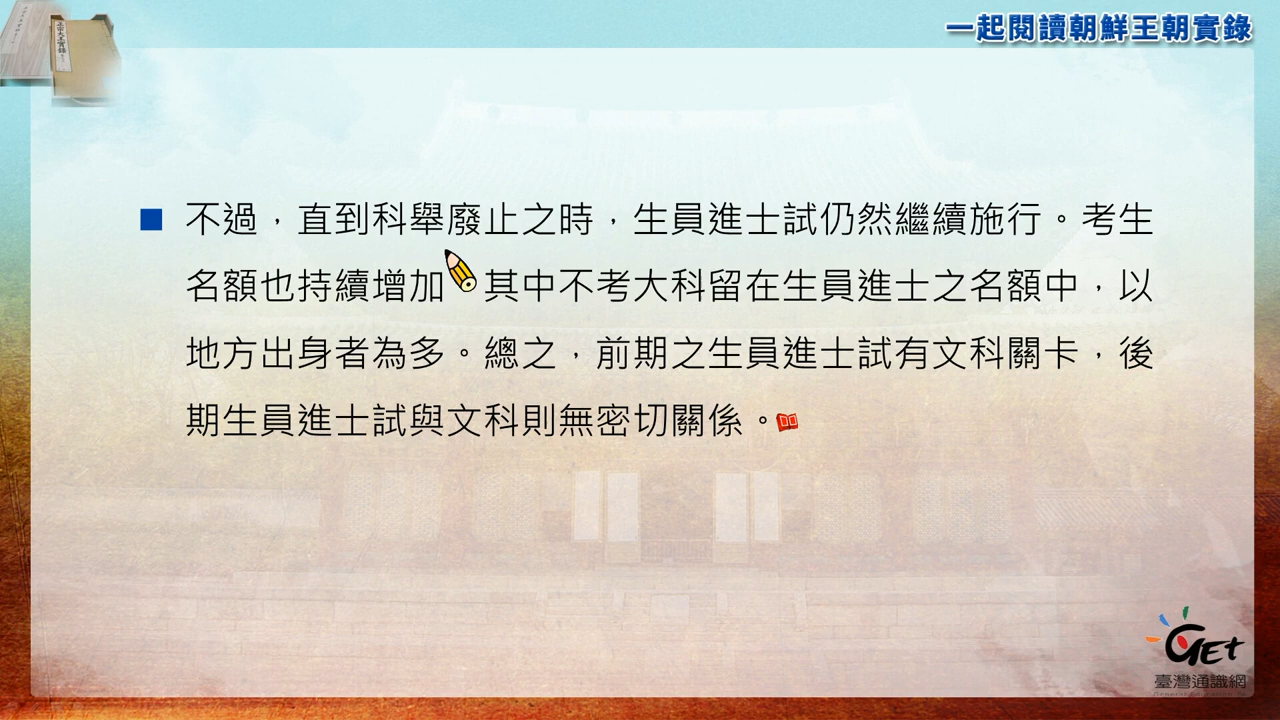 一起閱讀朝鮮王朝實錄
不過，直到科舉廢止之時，生員進士試仍然繼續施行。考生
名額也持續增加 其中不考大科留在生員進士之名額中，以
地方出身者為多。總之，前期之生員進士試有文科關卡，後
期生員進士試與文科則無密切關係。
GET
臺灣通識網